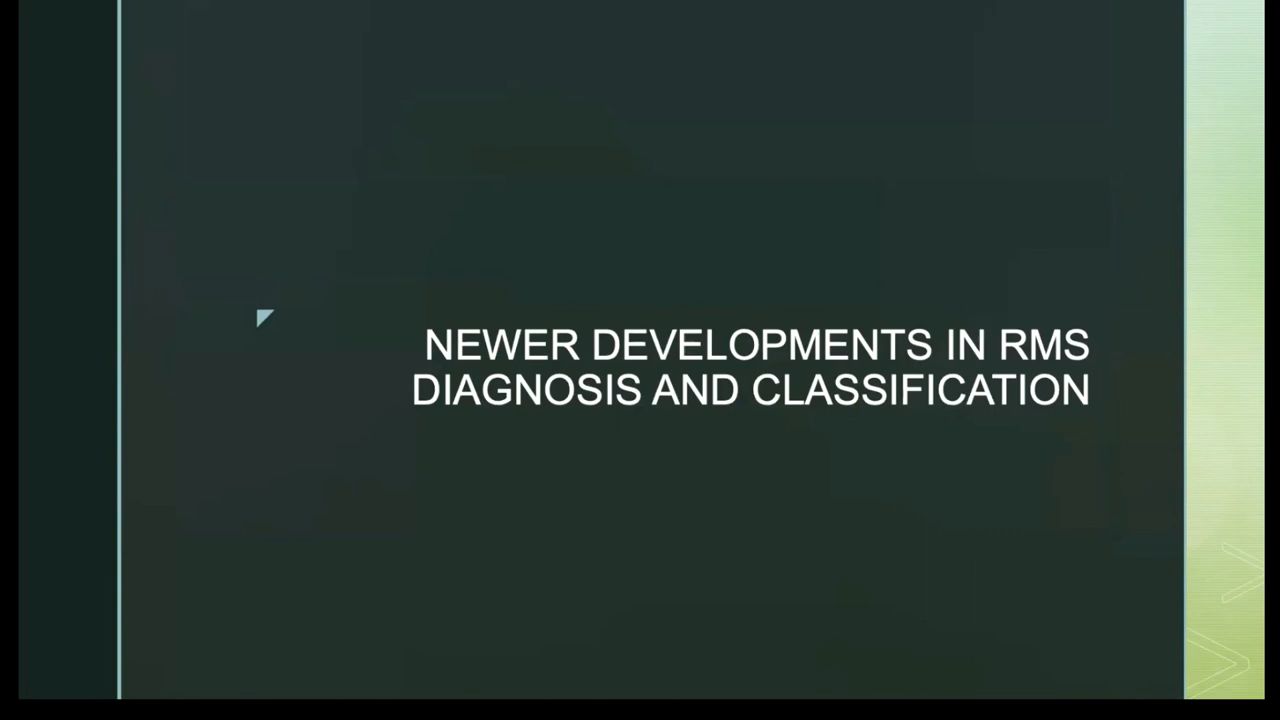 NEWER DEVELOPMENTS IN RMS
DIAGNOSIS AND CLASSIFICATION